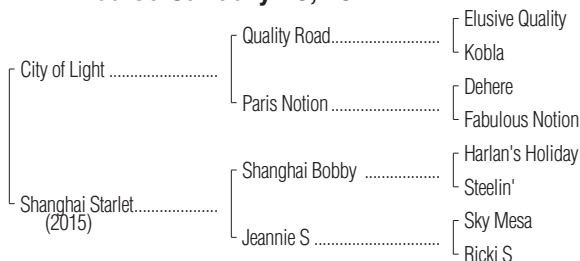 Elusive Quality
Quality Road
Kobla
City of Light
Dehere
Paris Notion
Fabulous Notion
Harlan's Holiday
Shanghai Bobby
Steelin'
Shanghai Starlet
(2015)
Sky Mesa
Jeannie S
Ricki S